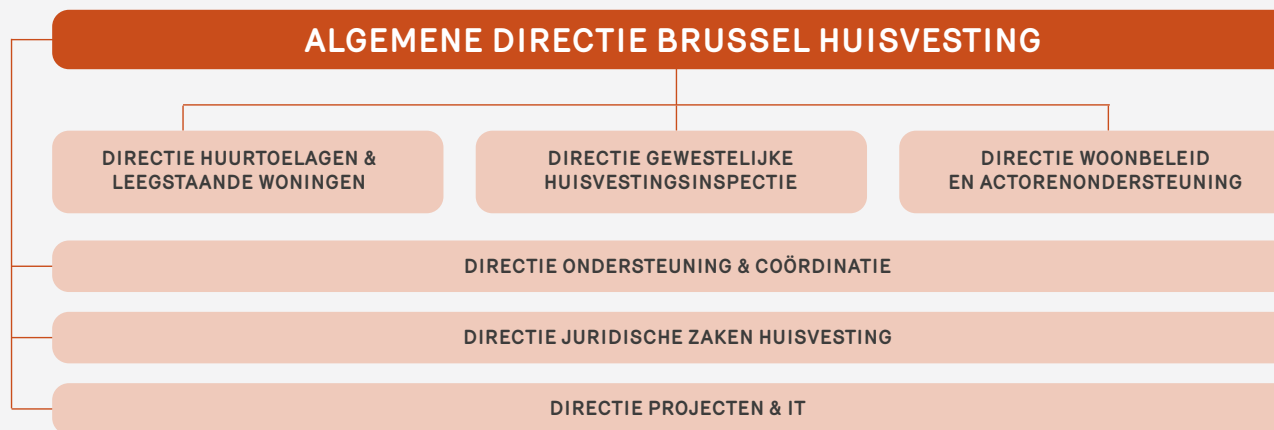 ALGEMENE DIRECTIE BRUSSEL HUISVESTING
DIRECTIE HUURTOELAGEN &
LEEGSTAANDE WONINGEN
DIRECTIE GEWESTELIJKE
HUISVESTINGSINSPECTIE
DIRECTIE WOONBELEID
EN ACTORENONDERSTEUNING
DIRECTIE ONDERSTEUNING & COÖRDINATIE
DIRECTIE JURIDISCHE ZAKEN HUISVESTING
DIRECTIE PROJECTEN & IT